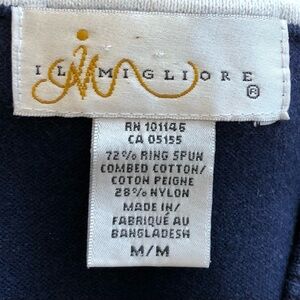 IL MIGLIORE ®
RN 101146
CA 05155
72% RING SPUN
COMBED COTTON/
COTON PEIGNE
28% NYLON
MADE IN/
FABRIQUÉ AU
BANGLADESH
M/M